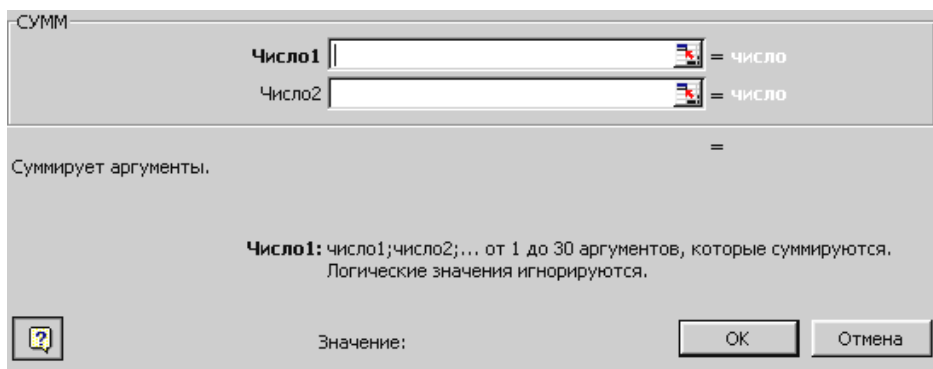 СУММ
Число1 = число
Число2 = число
=
Суммирует аргументы.
Число1: число1;число2;... от 1 до 30 аргументов, которые суммируются.
Логические значения игнорируются.
Значение: OK Отмена